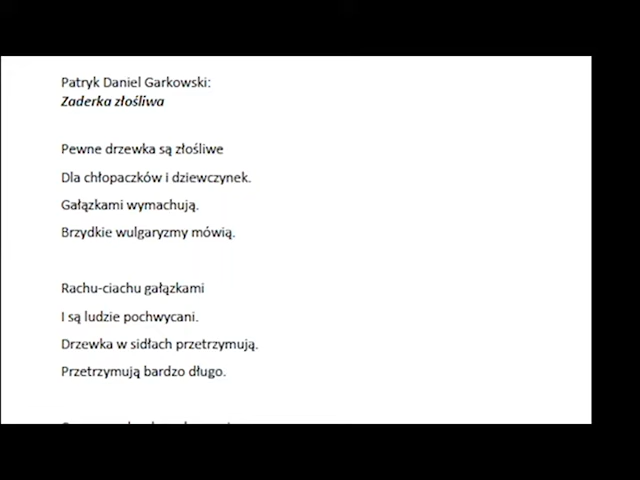 Patryk Daniel Garkowski:
Zaderka złośliwa
Pewne drzewka są złośliwe
Dla chłopaczków i dziewczynek.
Gałązkami wymachują.
Brzydkie wulgaryzmy mówią.
Rachu-ciachu gałązkami
I są ludzie pochwycani.
Drzewka w sidłach przetrzymują.
Przetrzymują bardzo długo.